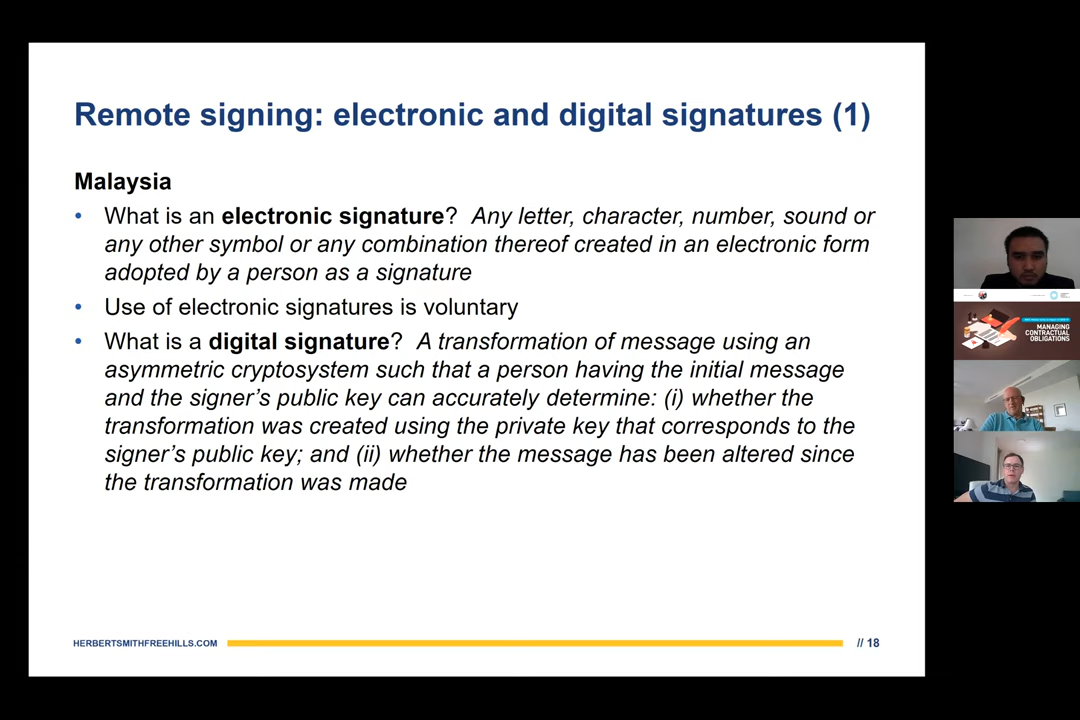 Remote signing: electronic and digital signatures (1)
Malaysia
• What is an electronic signature? Any letter, character, number, sound or
any other symbol or any combination thereof created in an electronic form
adopted by a person as a signature
• Use of electronic signatures is voluntary
• What is a digital signature? A transformation of message using an
asymmetric cryptosystem such that a person having the initial message
and the signer’s public key can accurately determine: (i) whether the
transformation was created using the private key that corresponds to the
signer’s public key; and (ii) whether the message has been altered since
the transformation was made
HERBERTSMITHFREEHILLS.COM // 18
MANAGING
CONTRACTUAL
OBLIGATIONS